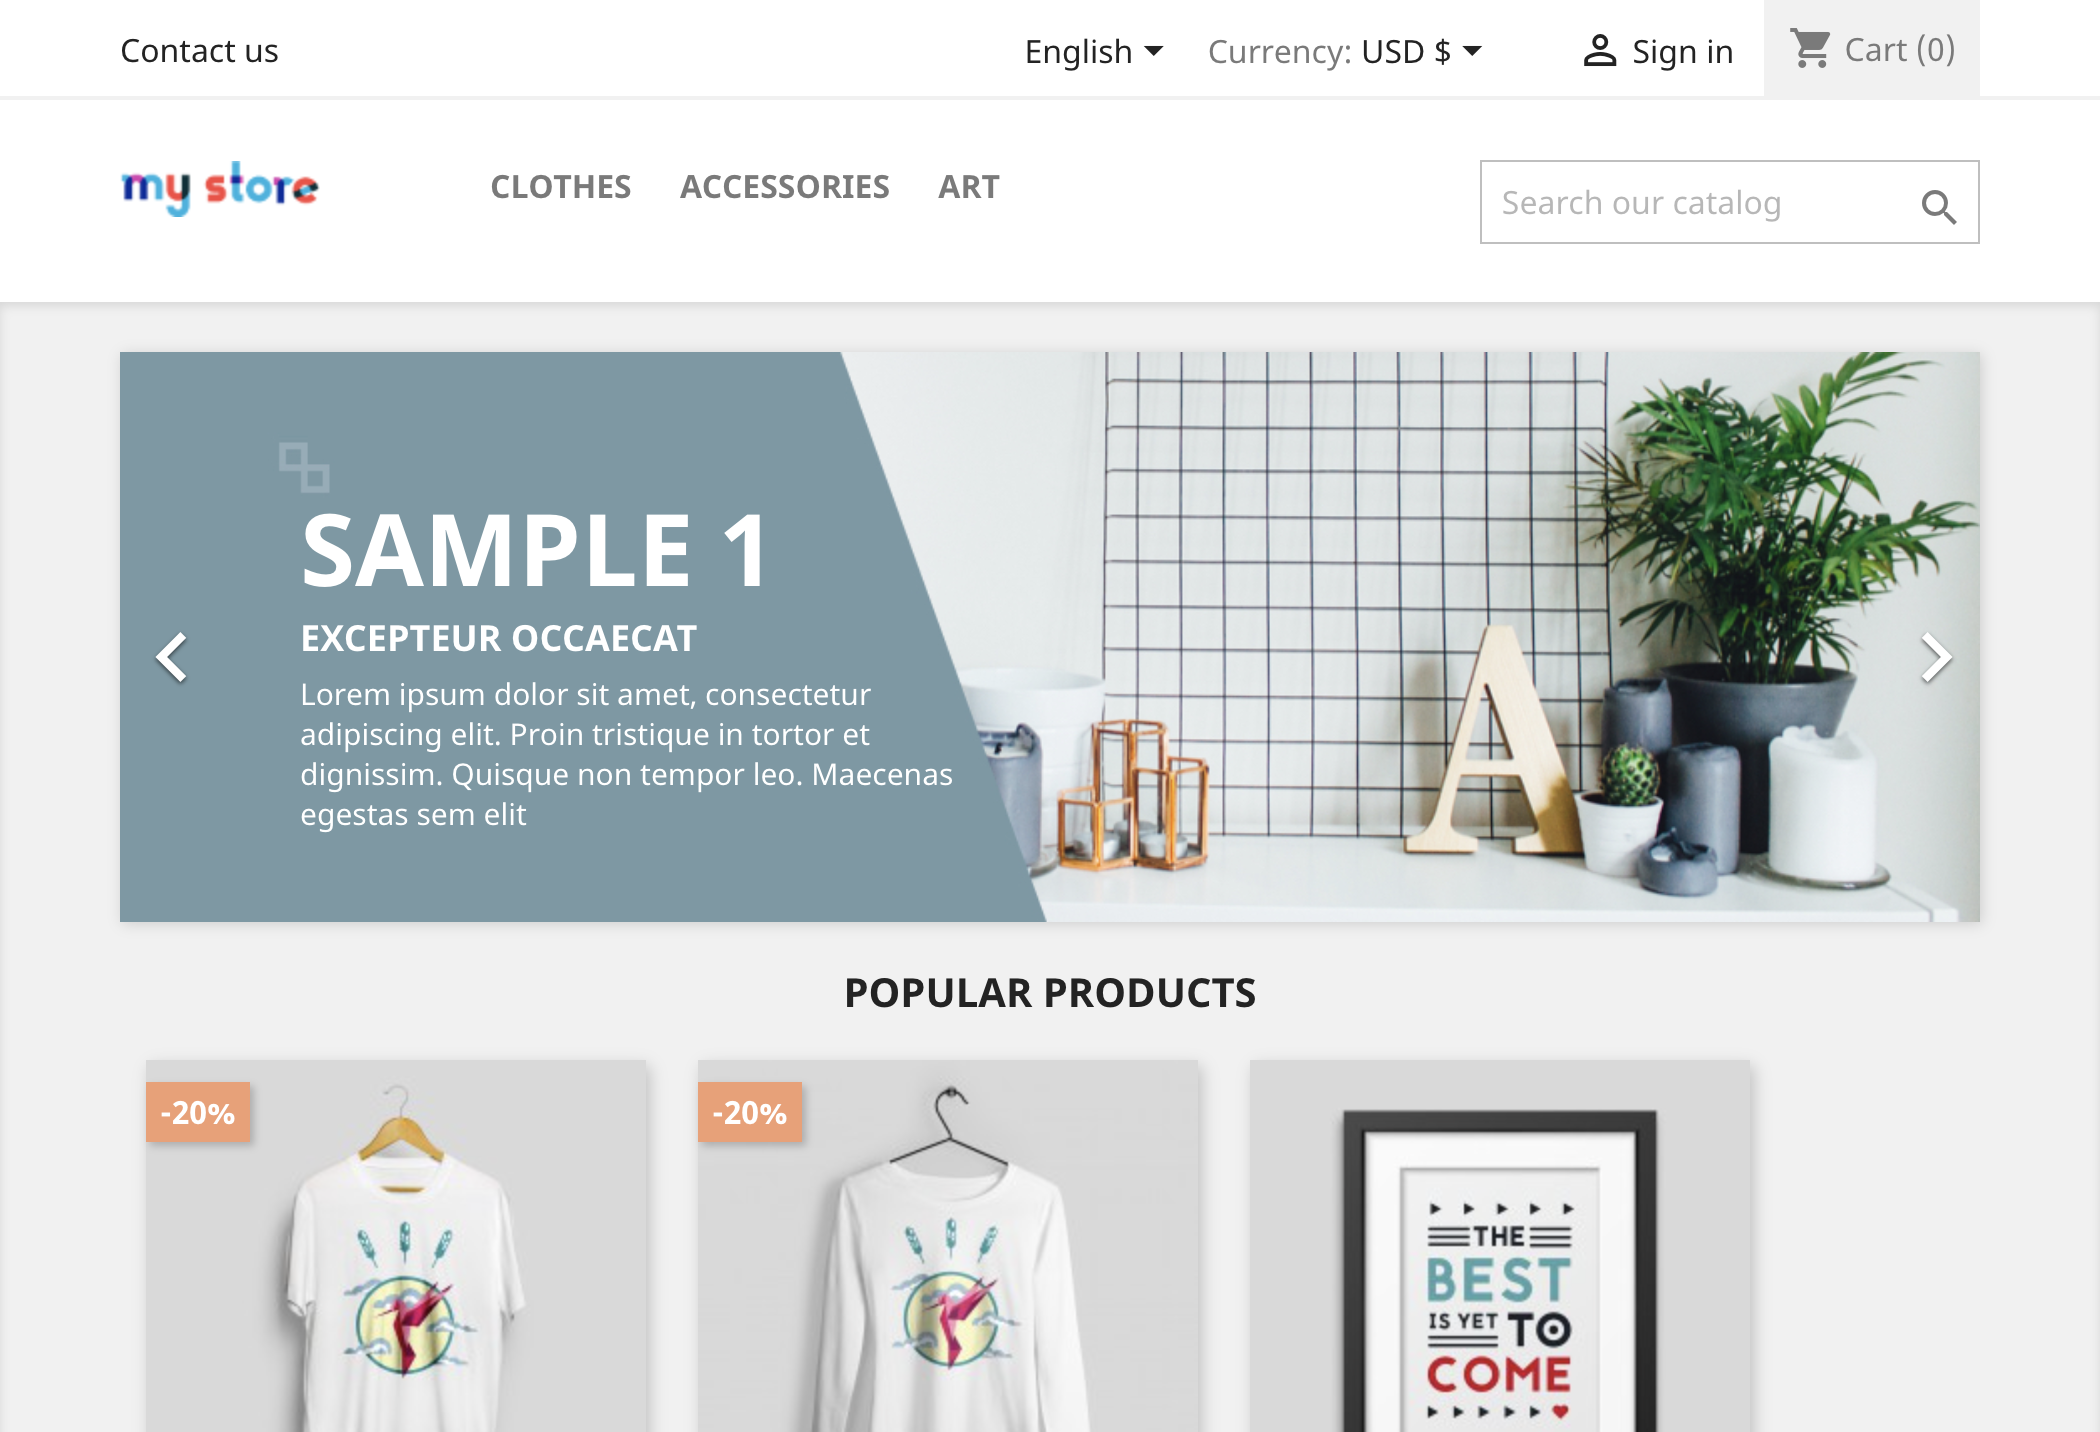 Contact us
English
Currency: USD $
Sign in
Cart (0)
my store
CLOTHES
ACCESSORIES
ART
Search our catalog
SAMPLE 1
EXCEPTEUR OCCAECAT
Lorem ipsum dolor sit amet, consectetur
adipiscing elit. Proin tristique in tortor et
dignissim. Quisque non tempor leo. Maecenas
egestas sem elit
A
POPULAR PRODUCTS
-20%
-20%
THE
BEST
IS YET TO
COME